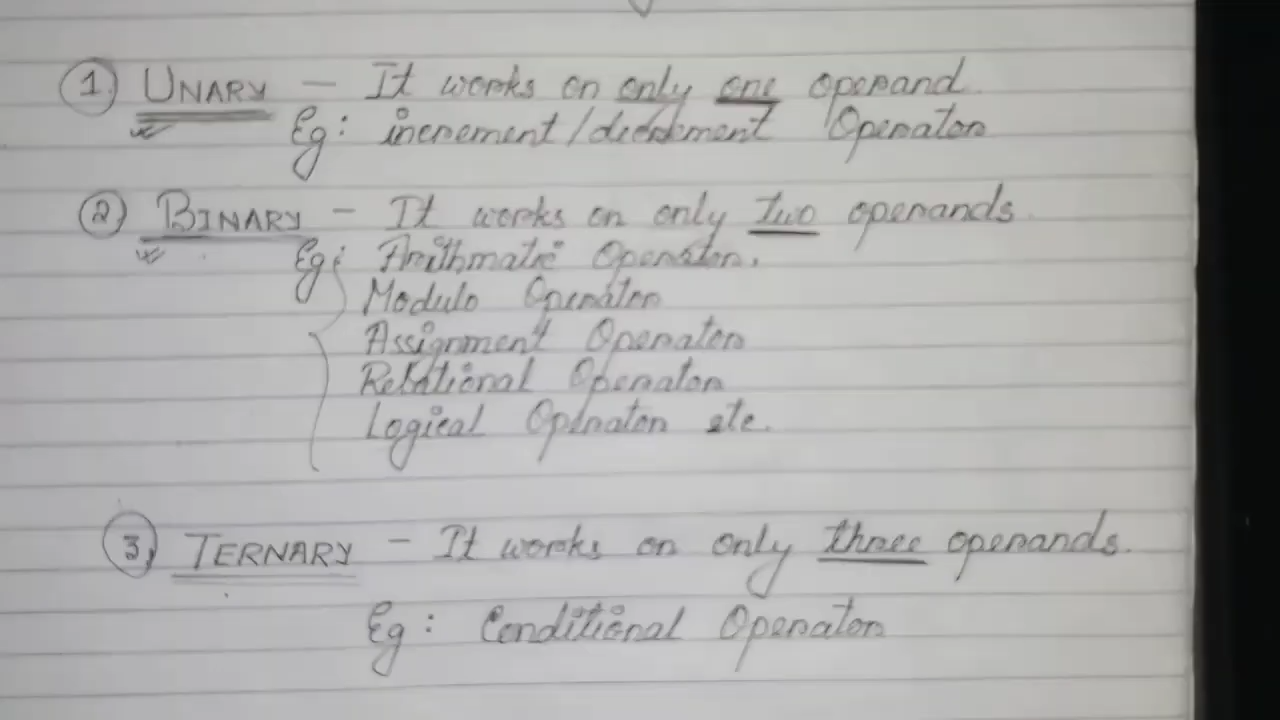 ① UNARY – It works on only one operand.
Eg: increment/decrement Operator
② BINARY – It works on only two operands.
Eg: Arithmatic Operator.
Modulo Operator
Assignment Operator
Relational Operator
Logical Operator etc.
③ TERNARY – It works on only three operands.
Eg: Conditional Operator